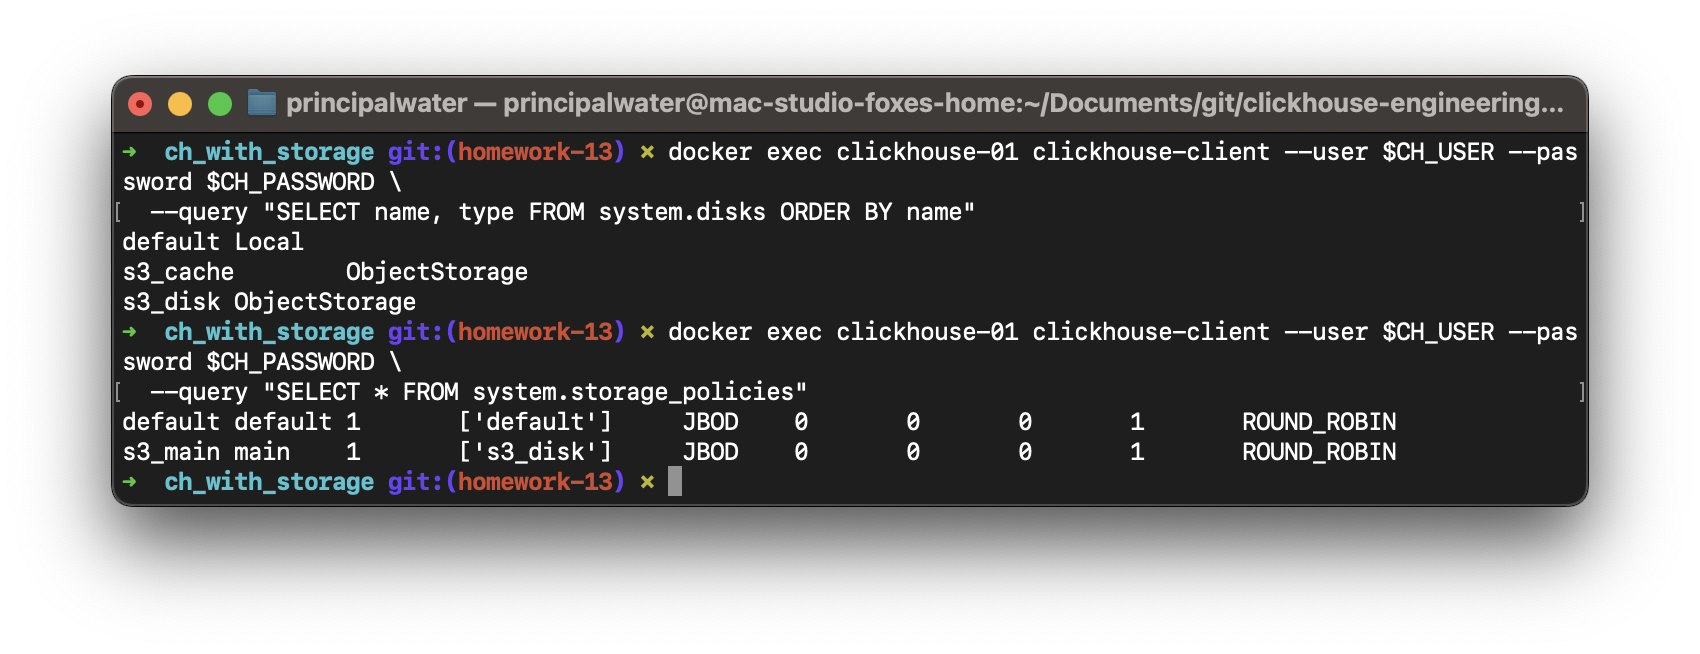 principalwater — principalwater@mac-studio-foxes-home:~/Documents/git/clickhouse-engineering...
➜  ch_with_storage git:(homework-13) ✗ docker exec clickhouse-01 clickhouse-client --user $CH_USER --pas
sword $CH_PASSWORD \
[  --query "SELECT name, type FROM system.disks ORDER BY name" ]
default Local
s3_cache        ObjectStorage
s3_disk ObjectStorage
➜  ch_with_storage git:(homework-13) ✗ docker exec clickhouse-01 clickhouse-client --user $CH_USER --pas
sword $CH_PASSWORD \
[  --query "SELECT * FROM system.storage_policies" ]
default default 1       ['default']     JBOD    0       0       0       1       ROUND_ROBIN
s3_main main    1       ['s3_disk']     JBOD    0       0       0       1       ROUND_ROBIN
➜  ch_with_storage git:(homework-13) ✗